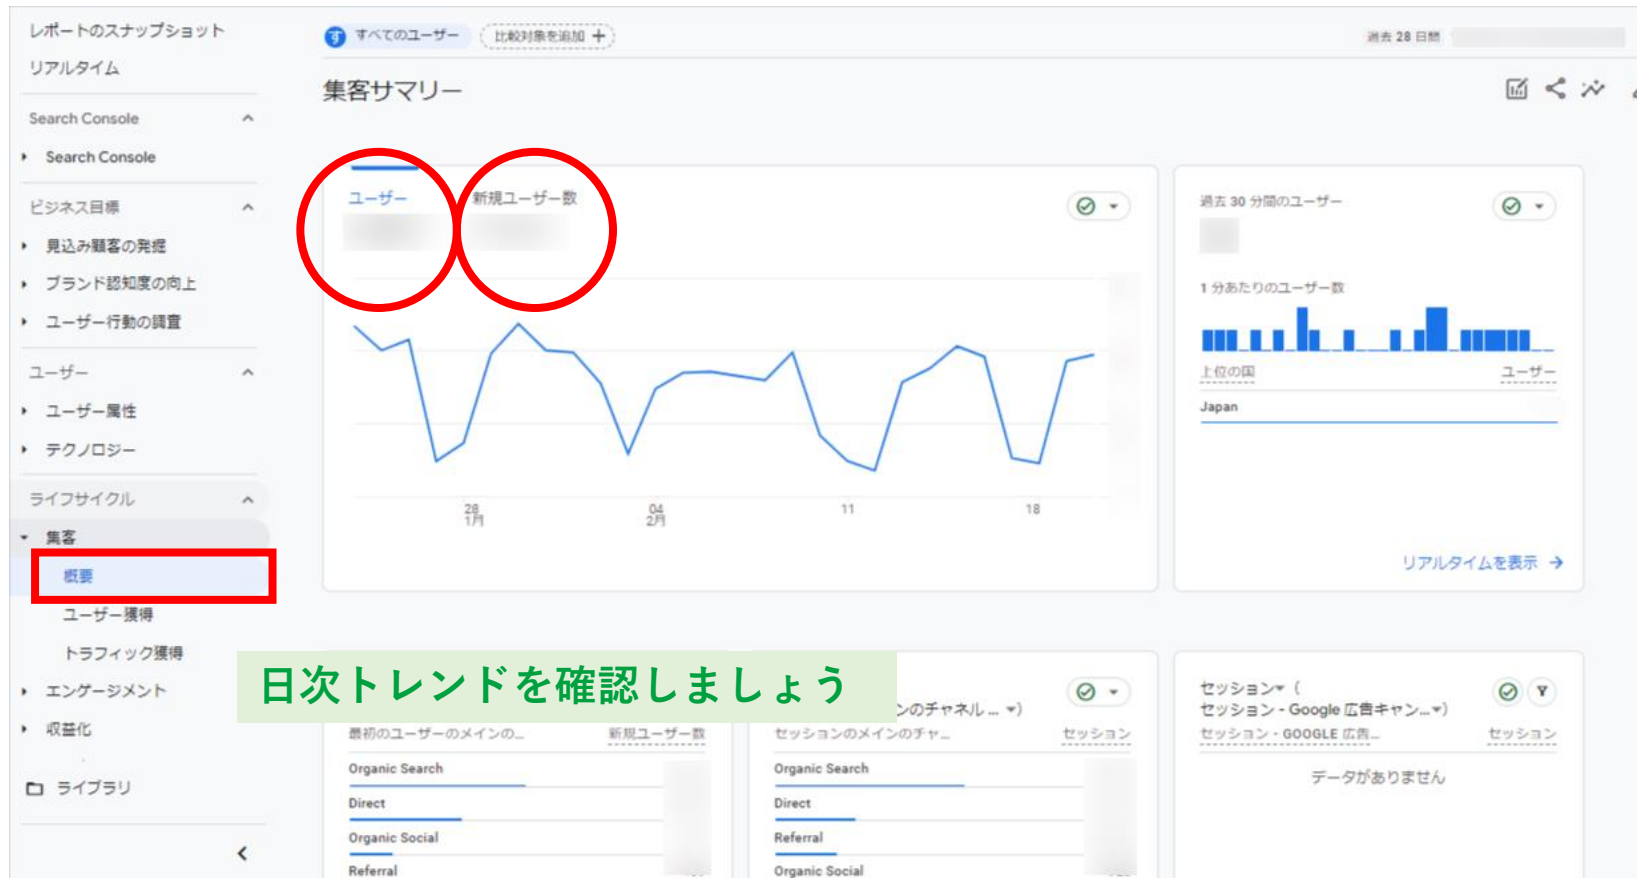 レポートのスナップショット
リアルタイム
Search Console
Search Console
ビジネス目標
見込み顧客の発掘
ブランド認知度の向上
ユーザー行動の調査
ユーザー
ユーザー属性
テクノロジー
ライフサイクル
集客
概要
ユーザー獲得
トラフィック獲得
エンゲージメント
収益化
ライブラリ
す すべてのユーザー 比較対象を追加 +
過去 28 日間
集客サマリー
ユーザー 新規ユーザー数
28 04 11 18
1月 2月
過去 30 分間のユーザー
1 分あたりのユーザー数
上位の国 ユーザー
Japan
リアルタイムを表示 →
日次トレンドを確認しましょう
最初のユーザーのメインの... 新規ユーザー数
Organic Search
Direct
Organic Social
Referral
ンのチャネル ... ▾)
セッションのメインのチャ... セッション
Organic Search
Direct
Referral
Organic Social
セッション▾ (
セッション - Google 広告キャン...▾)
セッション - GOOGLE 広告... セッション
データがありません